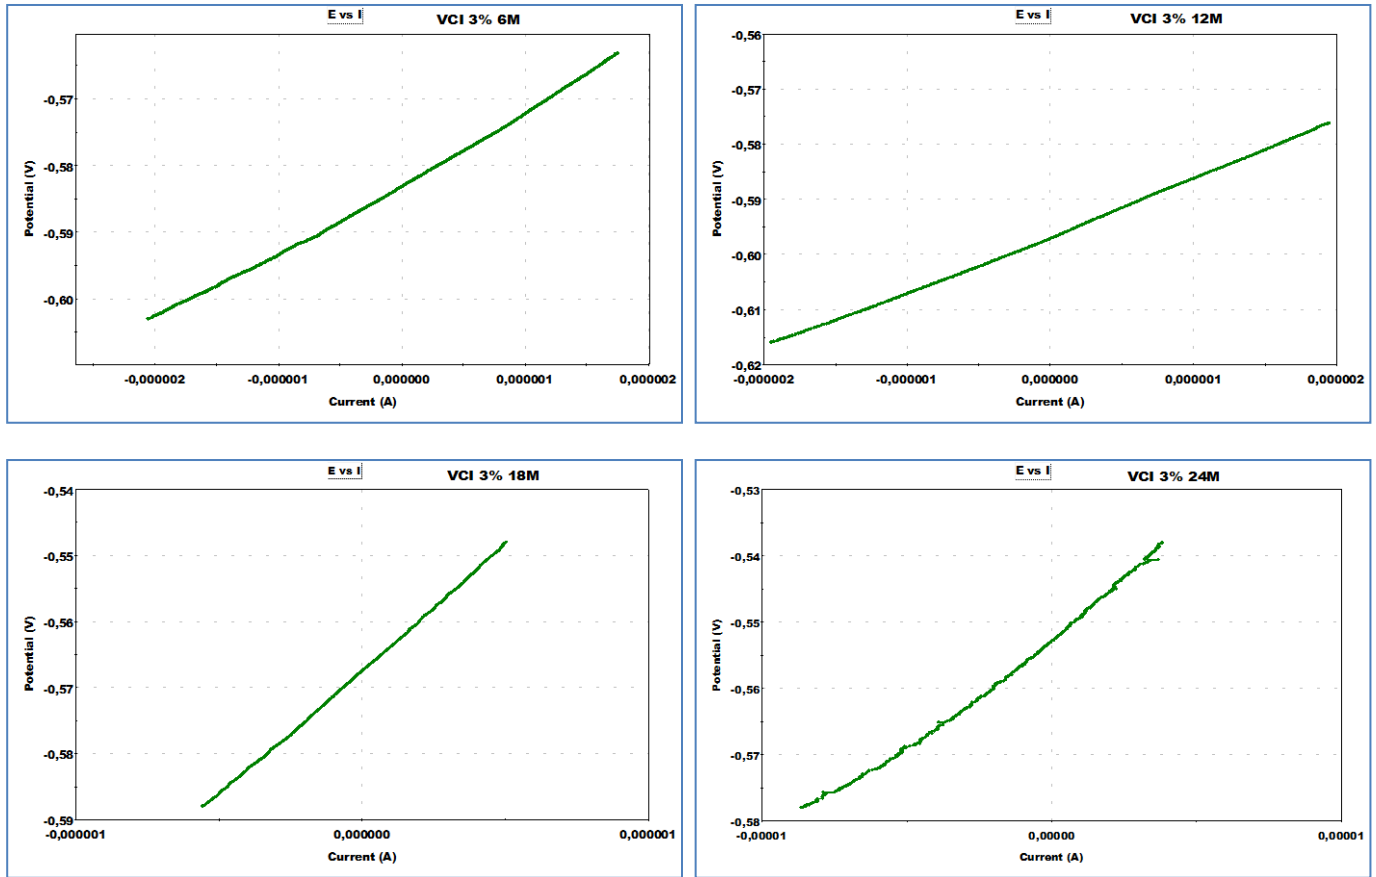 E vs I VCI 3% 6M
-0,57
-0,58
-0,59
-0,60
Potential (V)
-0,000002 -0,000001 0,000000 0,000001 0,000002
Current (A)
E vs I VCI 3% 12M
-0,56
-0,57
-0,58
-0,59
-0,60
-0,61
-0,62
Potential (V)
-0,000002 -0,000001 0,000000 0,000001 0,000002
Current (A)
E vs I VCI 3% 18M
-0,54
-0,55
-0,56
-0,57
-0,58
-0,59
Potential (V)
-0,000001 0,000000 0,000001
Current (A)
E vs I VCI 3% 24M
-0,53
-0,54
-0,55
-0,56
-0,57
-0,58
Potential (V)
-0,00001 0,00000 0,00001
Current (A)